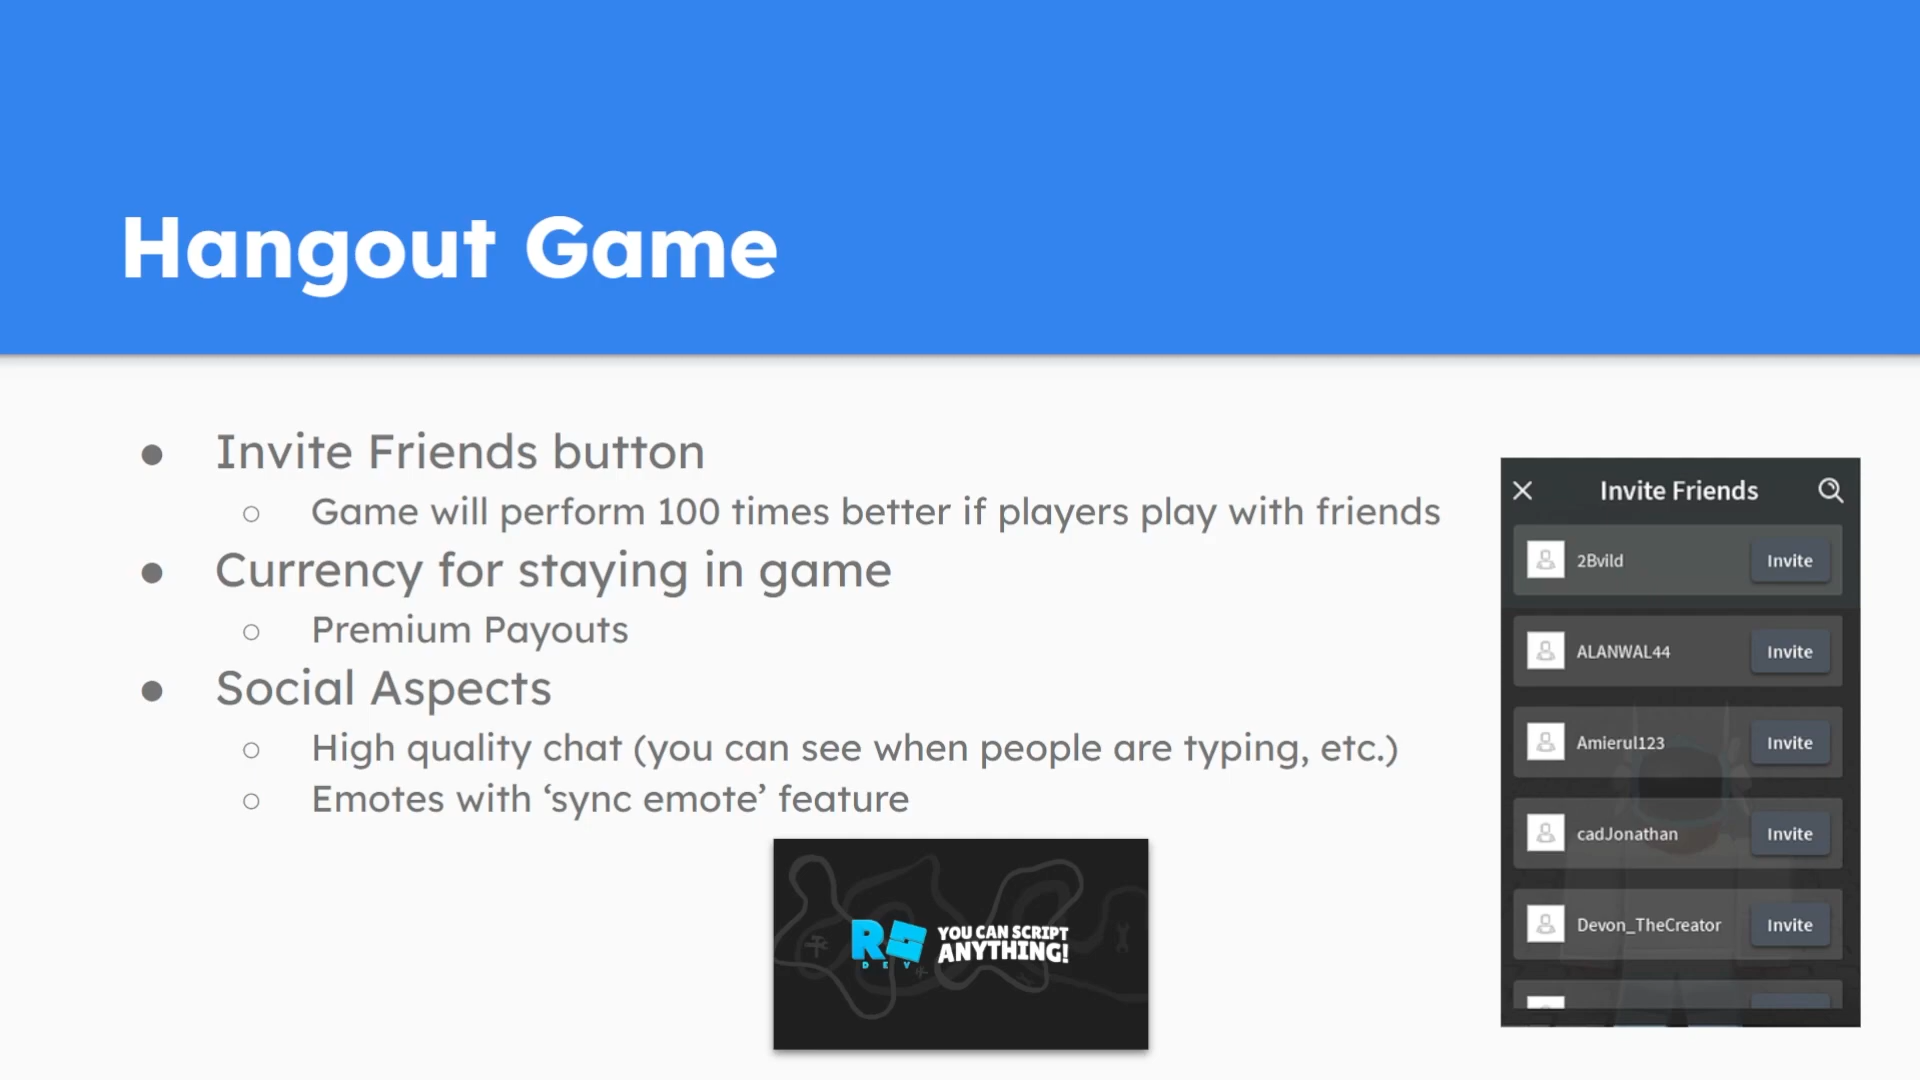 Hangout Game
● Invite Friends button
○ Game will perform 100 times better if players play with friends
● Currency for staying in game
○ Premium Payouts
● Social Aspects
○ High quality chat (you can see when people are typing, etc.)
○ Emotes with ‘sync emote’ feature
R
DEV
YOU CAN SCRIPT
ANYTHING!
Invite Friends
2Bvild Invite
ALANWAL44 Invite
Amierul123 Invite
cadJonathan Invite
Devon_TheCreator Invite